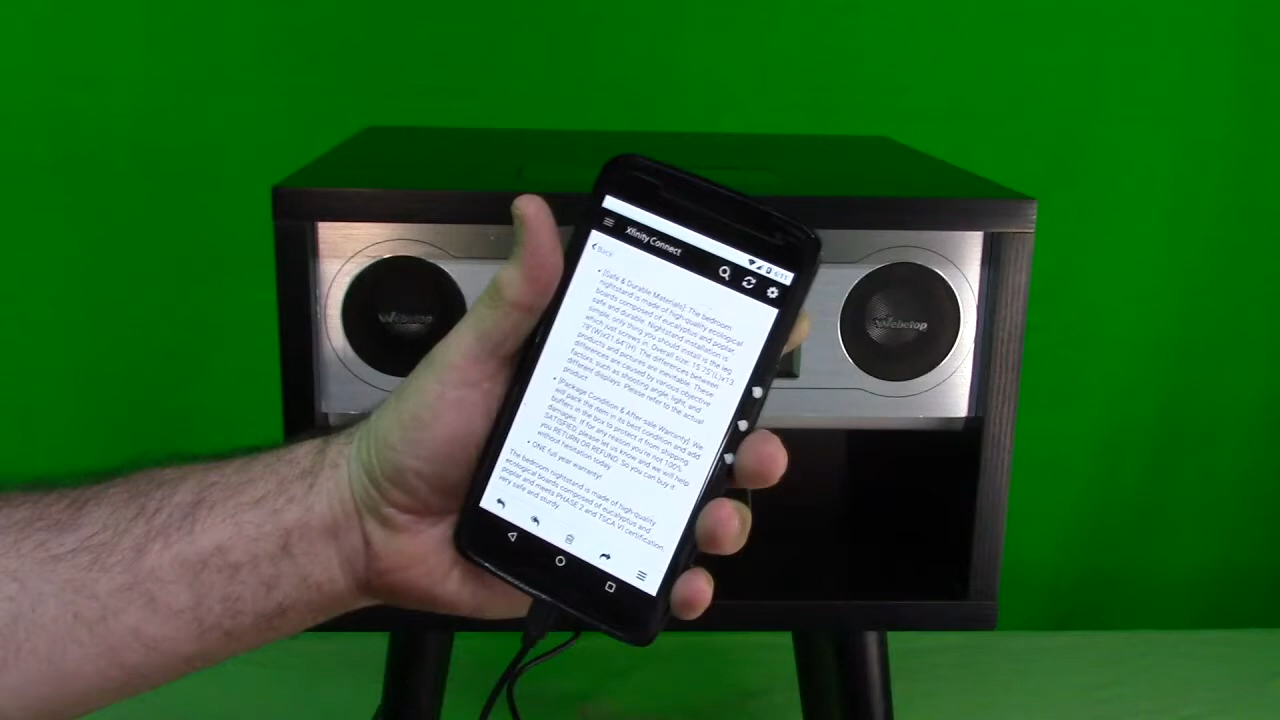 6:11
Xfinity Connect
Back
• [Safe & Durable Materials]: The bedroom
nightstand is made of high-quality ecological
boards composed of eucalyptus and poplar,
safe and durable. Nightstand installation is
simple, only thing you should install is the leg
which just screws in. Overall size: 15.75"(L)x13.
78"(W)x21.64"(H). The differences between
products and pictures are inevitable. These
differences are caused by various objective
factors, such as shooting angle, light, and
different displays. Please refer to the actual
product.
• [Package Condition & After-sale Warranty]: We
will pack the item in its best condition and add
buffers in the box to protect it from shipping
damages. If for any reason you're not 100%
SATISFIED, please let us know and we will help
you RETURN OR REFUND. So you can buy it
without hesitation today
• ONE full year warranty!
The bedroom nightstand is made of high-quality
ecological boards composed of eucalyptus and
poplar and meets PHASE 2 and TSCA VI certification,
very safe and sturdy.
Webetop
Webetop